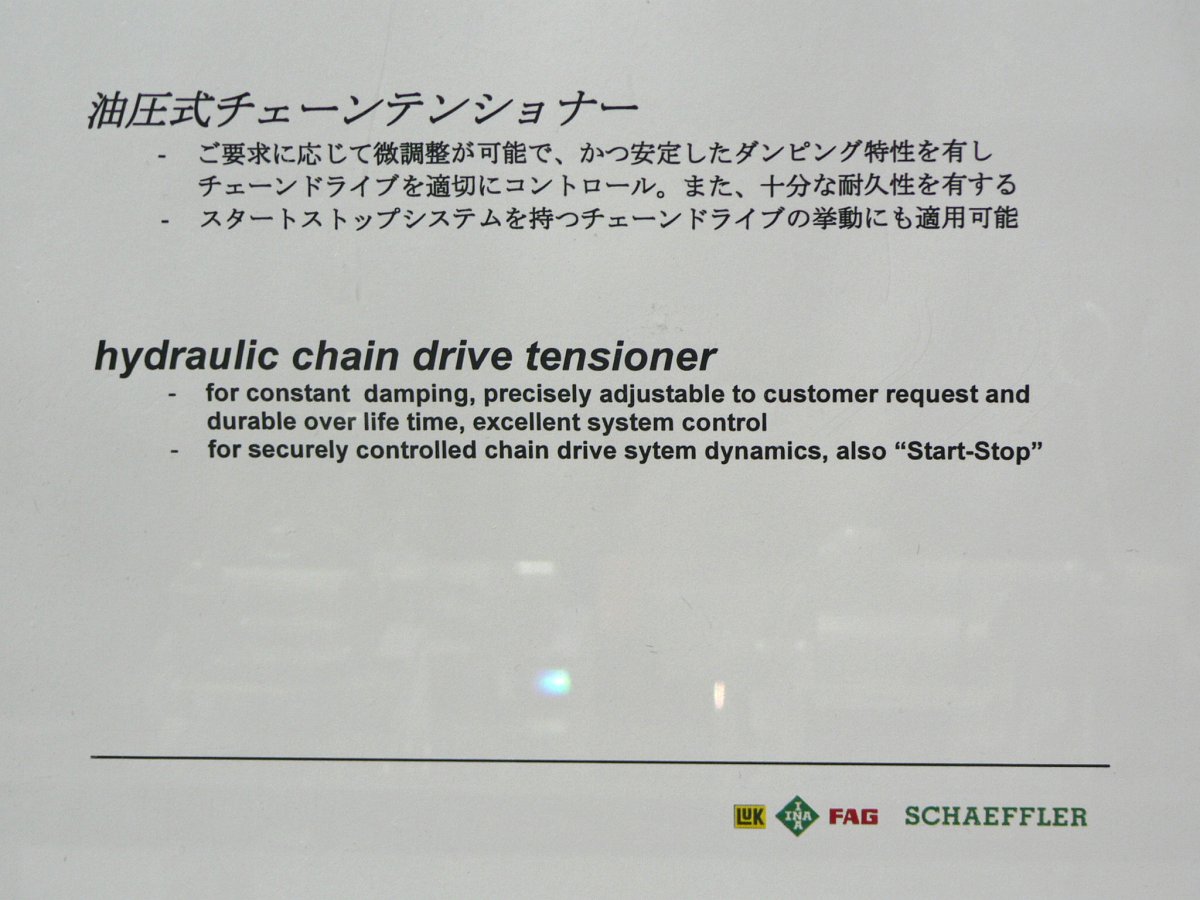 油圧式チェーンテンショナー
- ご要求に応じて微調整が可能で、かつ安定したダンピング特性を有し
チェーンドライブを適切にコントロール。また、十分な耐久性を有する
- スタートストップシステムを持つチェーンドライブの挙動にも適用可能
hydraulic chain drive tensioner
- for constant damping, precisely adjustable to customer request and
durable over life time, excellent system control
- for securely controlled chain drive sytem dynamics, also “Start-Stop”
LUK INA FAG SCHAEFFLER